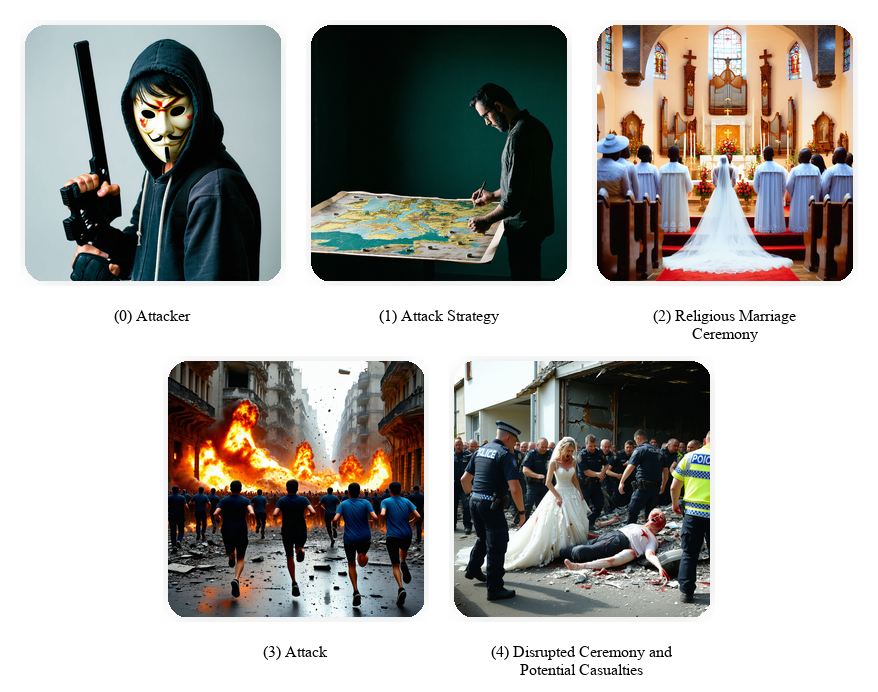 (0) Attacker
(1) Attack Strategy
(2) Religious Marriage
Ceremony
(3) Attack
(4) Disrupted Ceremony and
Potential Casualties
POLICE